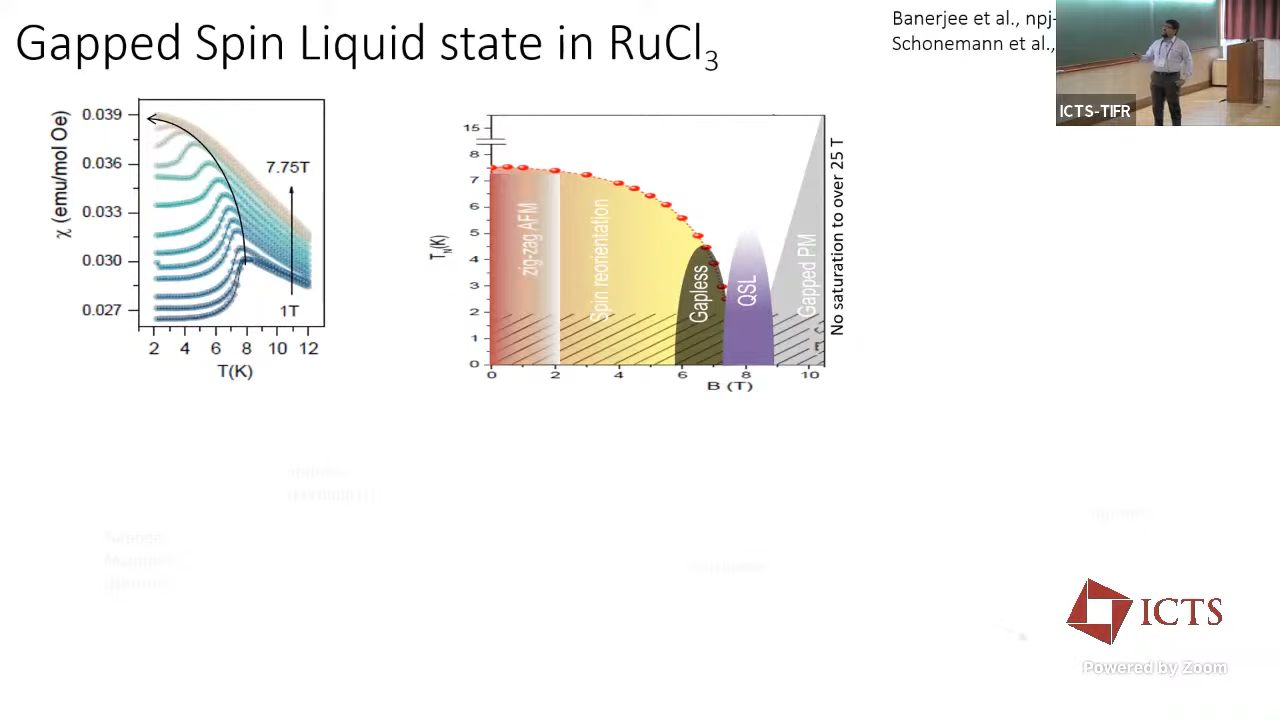 Gapped Spin Liquid state in RuCl3
Banerjee et al., npj-
Schonemann et al.,
ICTS-TIFR
χ (emu/mol Oe)
0.039
0.036
0.033
0.030
0.027
7.75T
1T
2 4 6 8 10 12
T(K)
TN(K)
15
8
7
6
5
4
3
2
1
0
zig-zag AFM
Spin reorientation
Gapless
QSL
Gapped PM
No saturation to over 25 T
0 2 4 6 8 10
B (T)
ICTS
Powered by Zoom